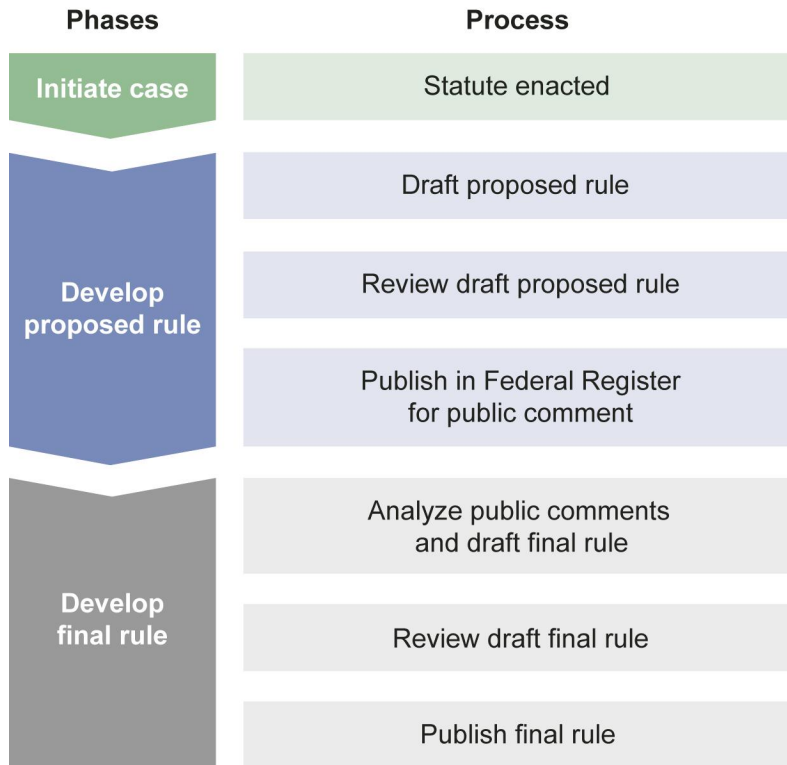 Phases
Process
Initiate case
Statute enacted
Develop
proposed rule
Draft proposed rule
Review draft proposed rule
Publish in Federal Register
for public comment
Develop
final rule
Analyze public comments
and draft final rule
Review draft final rule
Publish final rule